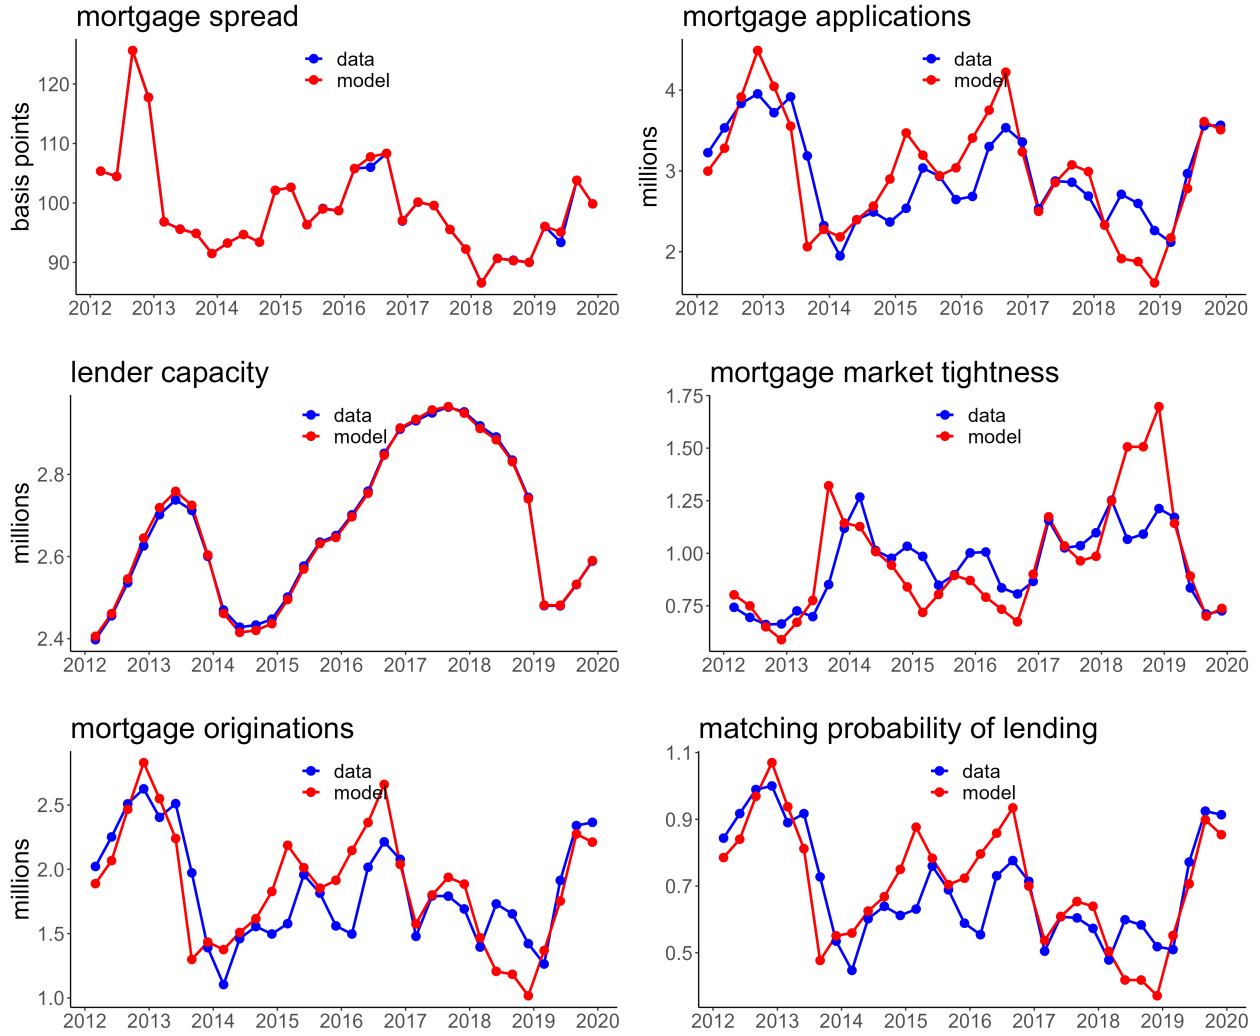 mortgage spread
basis points
120
110
100
90
data
model
2012 2013 2014 2015 2016 2017 2018 2019 2020
mortgage applications
millions
4
3
2
data
model
2012 2013 2014 2015 2016 2017 2018 2019 2020
lender capacity
millions
2.8
2.6
2.4
data
model
2012 2013 2014 2015 2016 2017 2018 2019 2020
mortgage market tightness
1.75
1.50
1.25
1.00
0.75
data
model
2012 2013 2014 2015 2016 2017 2018 2019 2020
mortgage originations
millions
2.5
2.0
1.5
1.0
data
model
2012 2013 2014 2015 2016 2017 2018 2019 2020
matching probability of lending
1.1
0.9
0.7
0.5
data
model
2012 2013 2014 2015 2016 2017 2018 2019 2020